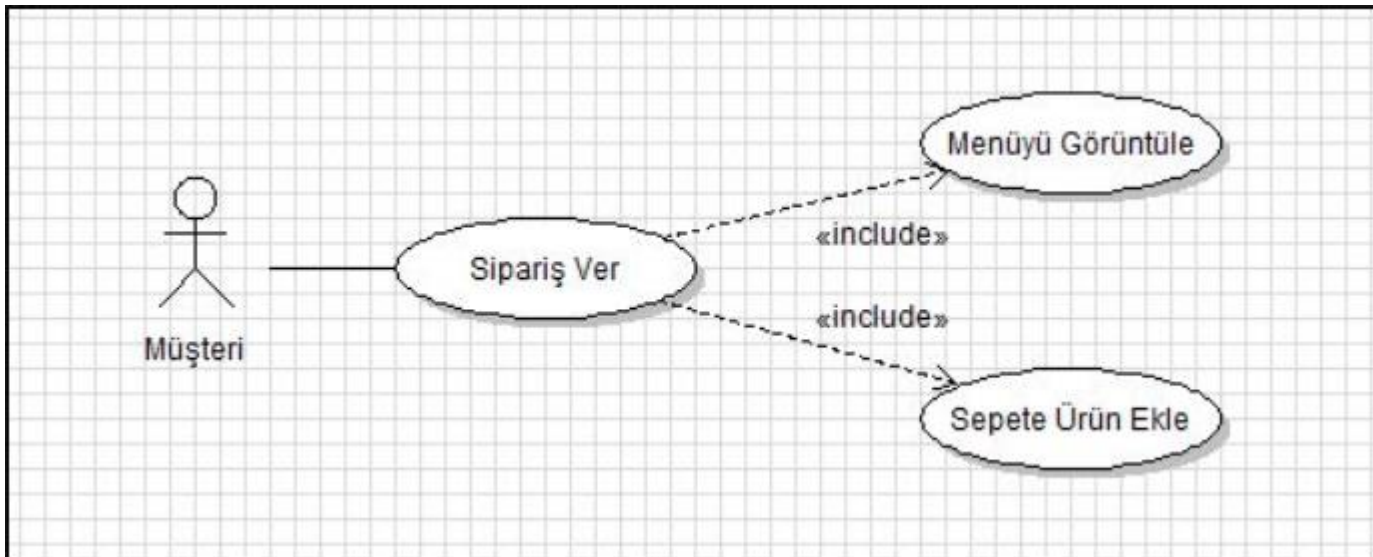 Menüyü Görüntüle
«include»
Sipariş Ver
«include»
Müşteri
Sepete Ürün Ekle